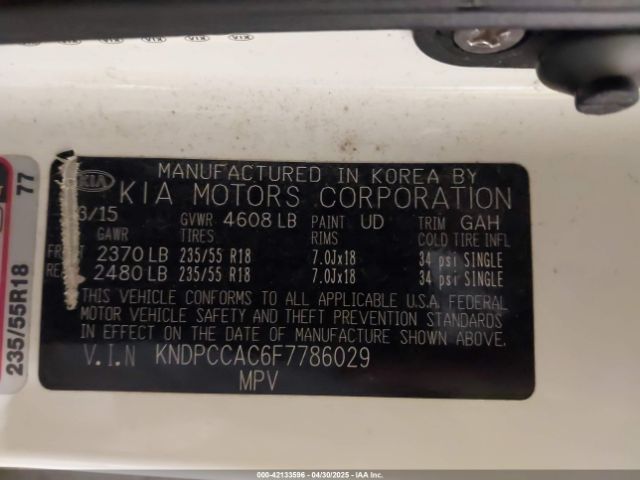 MANUFACTURED IN KOREA BY
KIA KIA MOTORS CORPORATION
3/15 GVWR 4608 LB PAINT UD TRIM GAH
GAWR TIRES RIMS COLD TIRE INFL
2370 LB 235/55 R18 7.0Jx18 34 psi SINGLE
2480 LB 235/55 R18 7.0Jx18 34 psi SINGLE
THIS VEHICLE CONFORMS TO ALL APPLICABLE U.S.A. FEDERAL
MOTOR VEHICLE SAFETY AND THEFT PREVENTION STANDARDS
IN EFFECT ON THE DATE OF MANUFACTURE SHOWN ABOVE.
V.I.N KNDPCCAC6F7786029
MPV
235/55R18 77
000-42133596 - 04/30/2025 - IAAI Copart